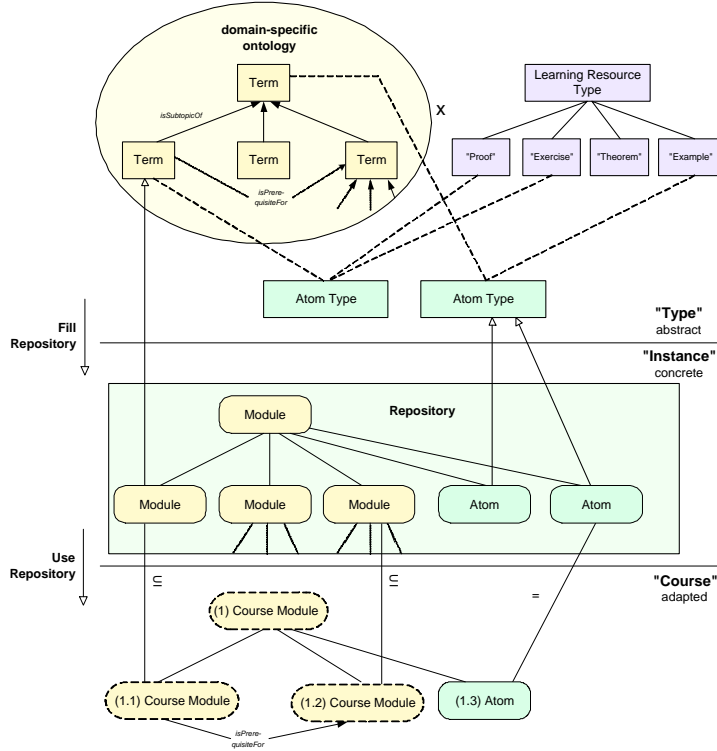 domain-specific
ontology
Term
isSubtopicOf
Term
Term
Term
isPrere-
quisiteFor
X
Learning Resource
Type
"Proof"
"Exercise"
"Theorem"
"Example"
Atom Type
Atom Type
Fill
Repository
"Type"
abstract
"Instance"
concrete
Repository
Module
Module
Module
Module
Atom
Atom
Use
Repository
"Course"
adapted
⊆
⊆
=
(1) Course Module
(1.1) Course Module
(1.2) Course Module
(1.3) Atom
isPrere-
quisiteFor